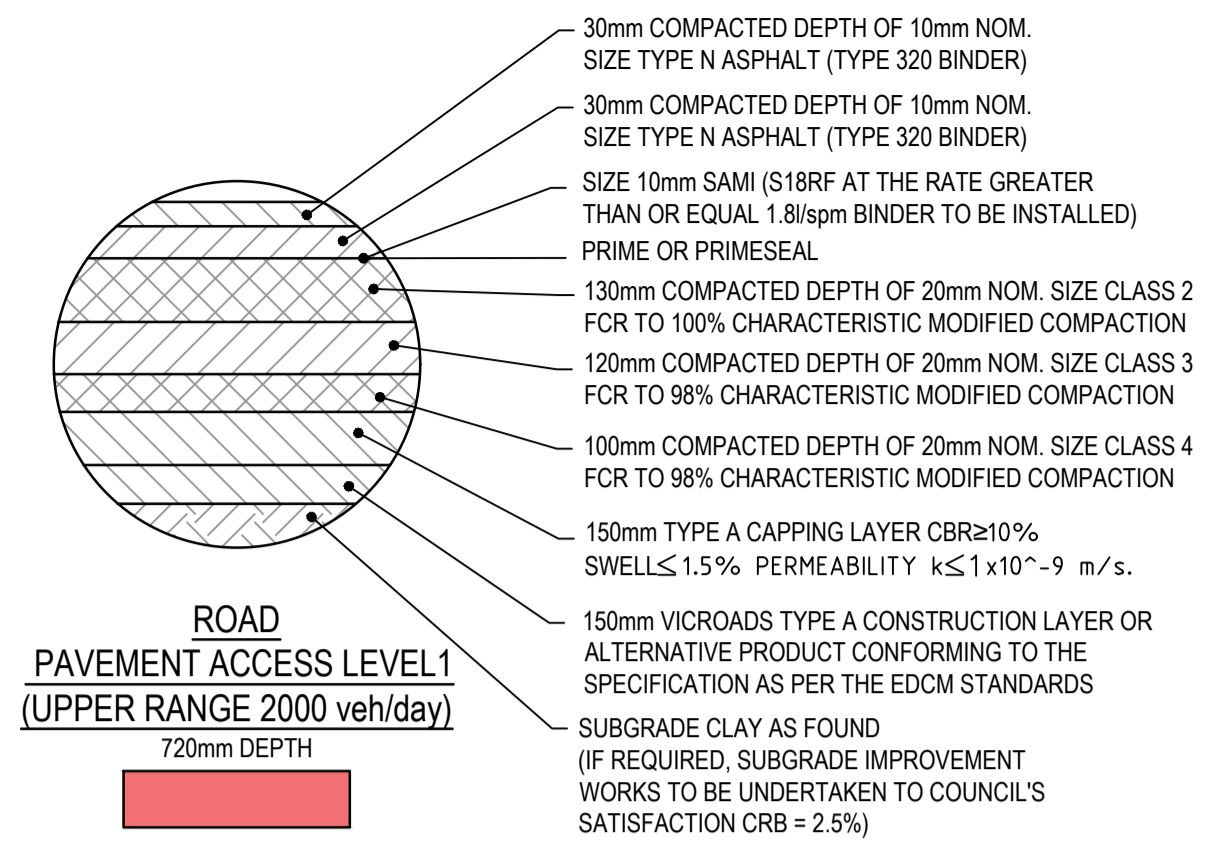 30mm COMPACTED DEPTH OF 10mm NOM.
SIZE TYPE N ASPHALT (TYPE 320 BINDER)
30mm COMPACTED DEPTH OF 10mm NOM.
SIZE TYPE N ASPHALT (TYPE 320 BINDER)
SIZE 10mm SAMI (S18RF AT THE RATE GREATER
THAN OR EQUAL 1.8l/spm BINDER TO BE INSTALLED)
PRIME OR PRIMESEAL
130mm COMPACTED DEPTH OF 20mm NOM. SIZE CLASS 2
FCR TO 100% CHARACTERISTIC MODIFIED COMPACTION
120mm COMPACTED DEPTH OF 20mm NOM. SIZE CLASS 3
FCR TO 98% CHARACTERISTIC MODIFIED COMPACTION
100mm COMPACTED DEPTH OF 20mm NOM. SIZE CLASS 4
FCR TO 98% CHARACTERISTIC MODIFIED COMPACTION
150mm TYPE A CAPPING LAYER CBR≥10%
SWELL≤1.5% PERMEABILITY k≤1x10^-9 m/s.
150mm VICROADS TYPE A CONSTRUCTION LAYER OR
ALTERNATIVE PRODUCT CONFORMING TO THE
SPECIFICATION AS PER THE EDCM STANDARDS
SUBGRADE CLAY AS FOUND
(IF REQUIRED, SUBGRADE IMPROVEMENT
WORKS TO BE UNDERTAKEN TO COUNCIL'S
SATISFACTION CRB = 2.5%)
ROAD
PAVEMENT ACCESS LEVEL1
(UPPER RANGE 2000 veh/day)
720mm DEPTH